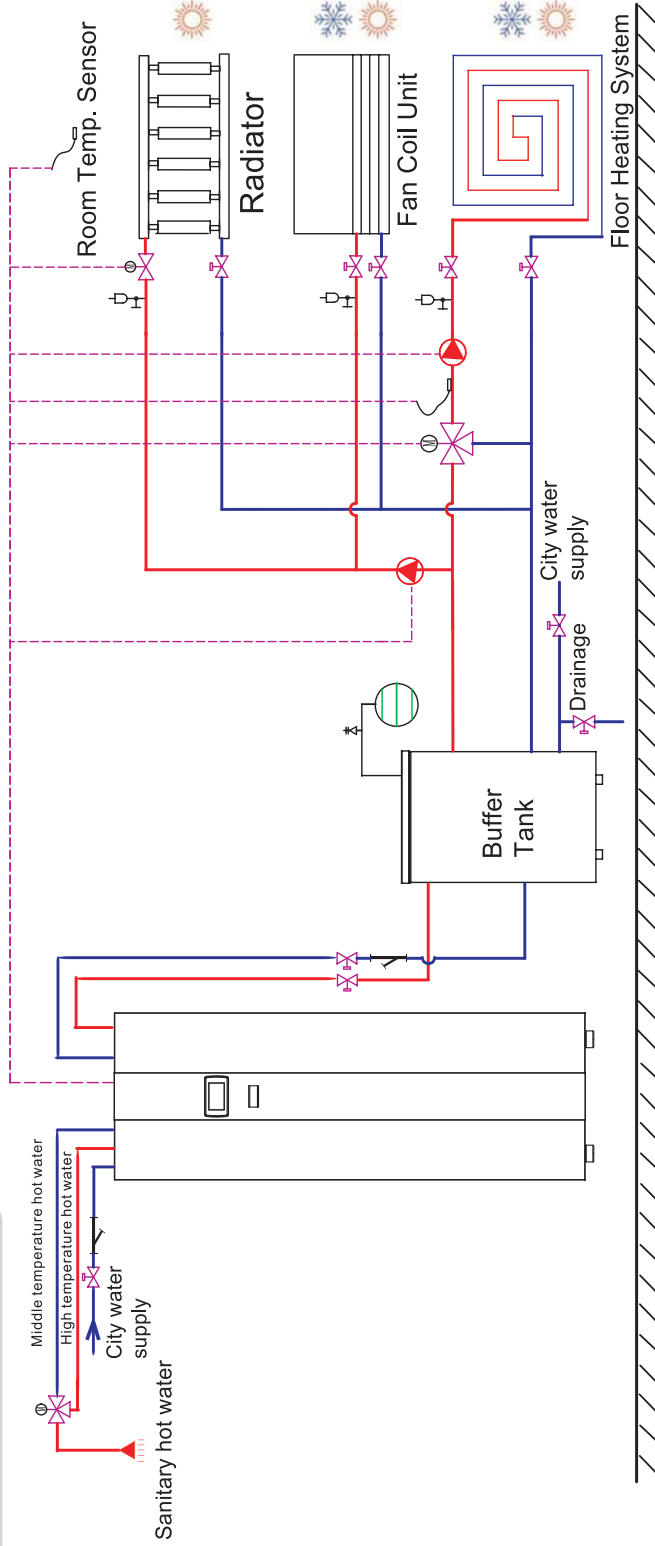 Middle temperature hot water
High temperature hot water
City water
supply
Sanitary hot water
Buffer
Tank
Drainage
City water
supply
Room Temp. Sensor
Radiator
Fan Coil Unit
Floor Heating System
M
M
M